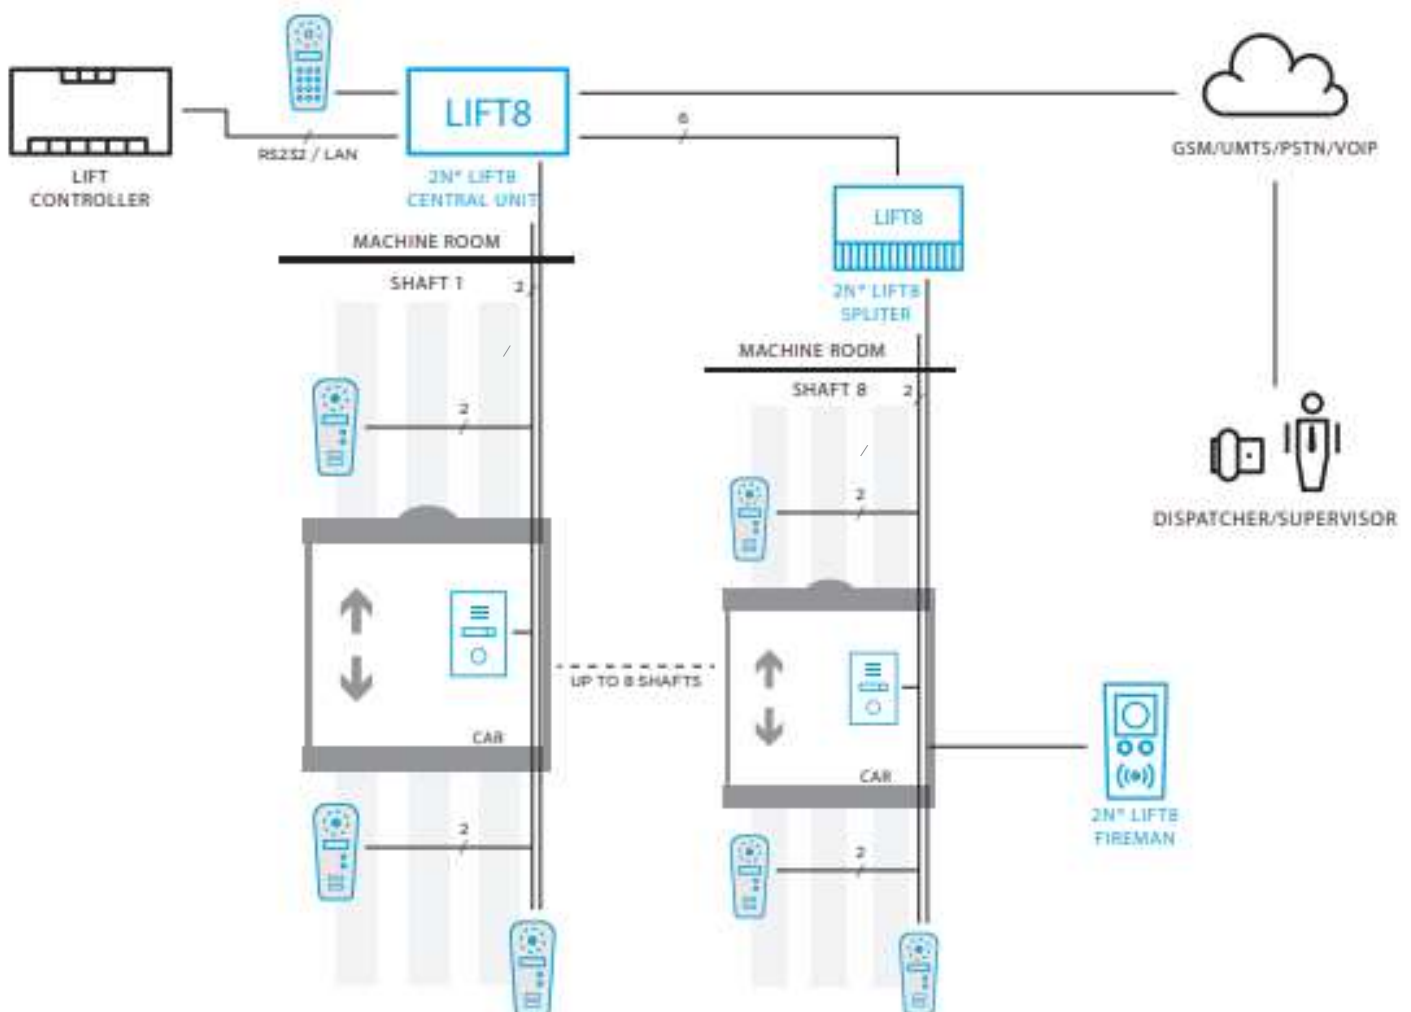 LIFT8
6
RS232 / LAN
GSM/UMTS/PSTN/VOIP
LIFT
CONTROLLER
2N® LIFT8
CENTRAL UNIT
LIFT8
MACHINE ROOM
SHAFT 1
2
2N® LIFT8
SPLITER
MACHINE ROOM
SHAFT 8
2
2
2
DISPATCHER/SUPERVISOR
UP TO 8 SHAFTS
CAR
CAR
2N® LIFT8
FIREMAN
2
2